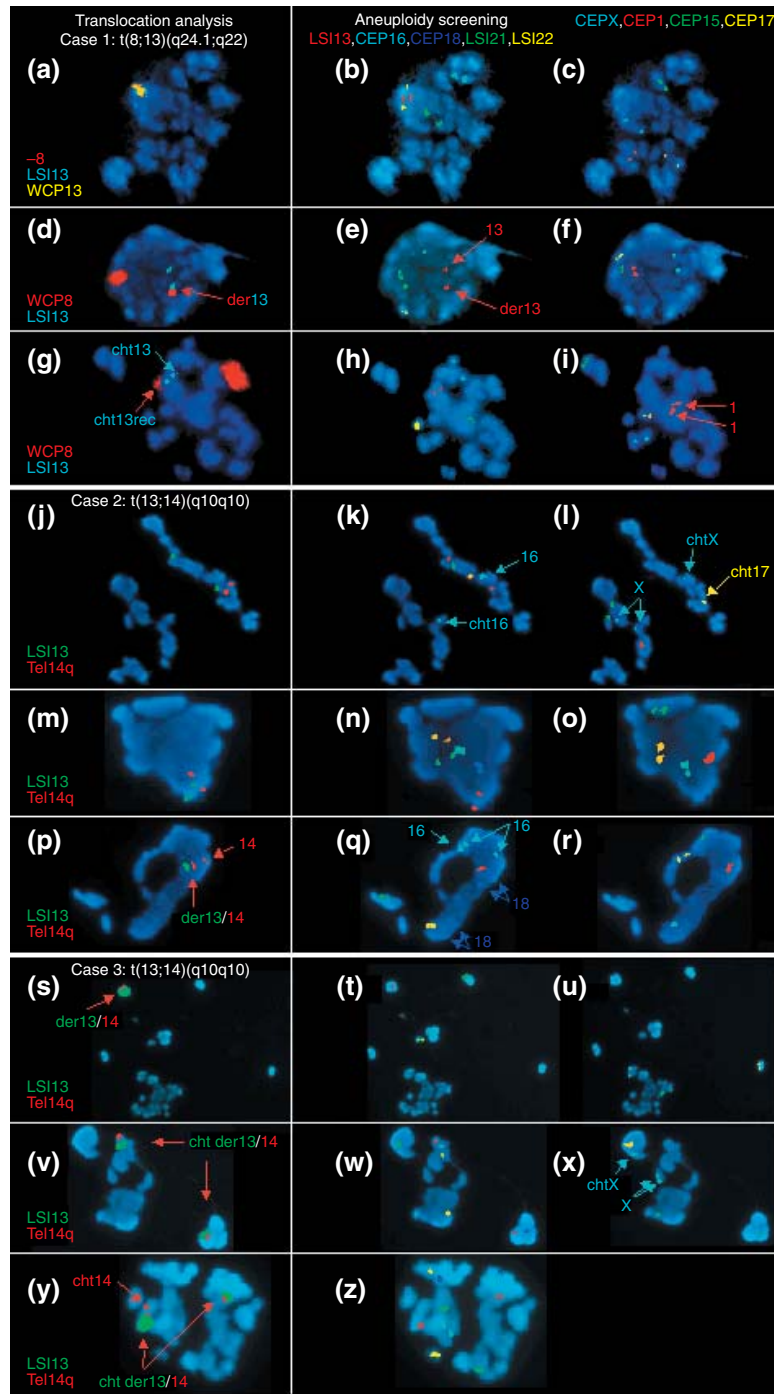 Translocation analysis
Case 1: t(8;13)(q24.1;q22)
Aneuploidy screening
LSI13,CEP16,CEP18,LSI21,LSI22
CEPX,CEP1,CEP15,CEP17
(a)
–8
LSI13
WCP13
(b)
(c)
(d)
WCP8
LSI13
der13
(e)
13
der13
(f)
(g)
cht13
cht13rec
WCP8
LSI13
(h)
(i)
1
1
Case 2: t(13;14)(q10q10)
(j)
LSI13
Tel14q
(k)
16
cht16
(l)
chtX
cht17
X
(m)
LSI13
Tel14q
(n)
(o)
(p)
14
der13/14
LSI13
Tel14q
(q)
16
16
18
18
(r)
Case 3: t(13;14)(q10q10)
(s)
der13/14
LSI13
Tel14q
(t)
(u)
(v)
cht der13/14
LSI13
Tel14q
(w)
(x)
chtX
X
(y)
cht14
LSI13
Tel14q
cht der13/14
(z)